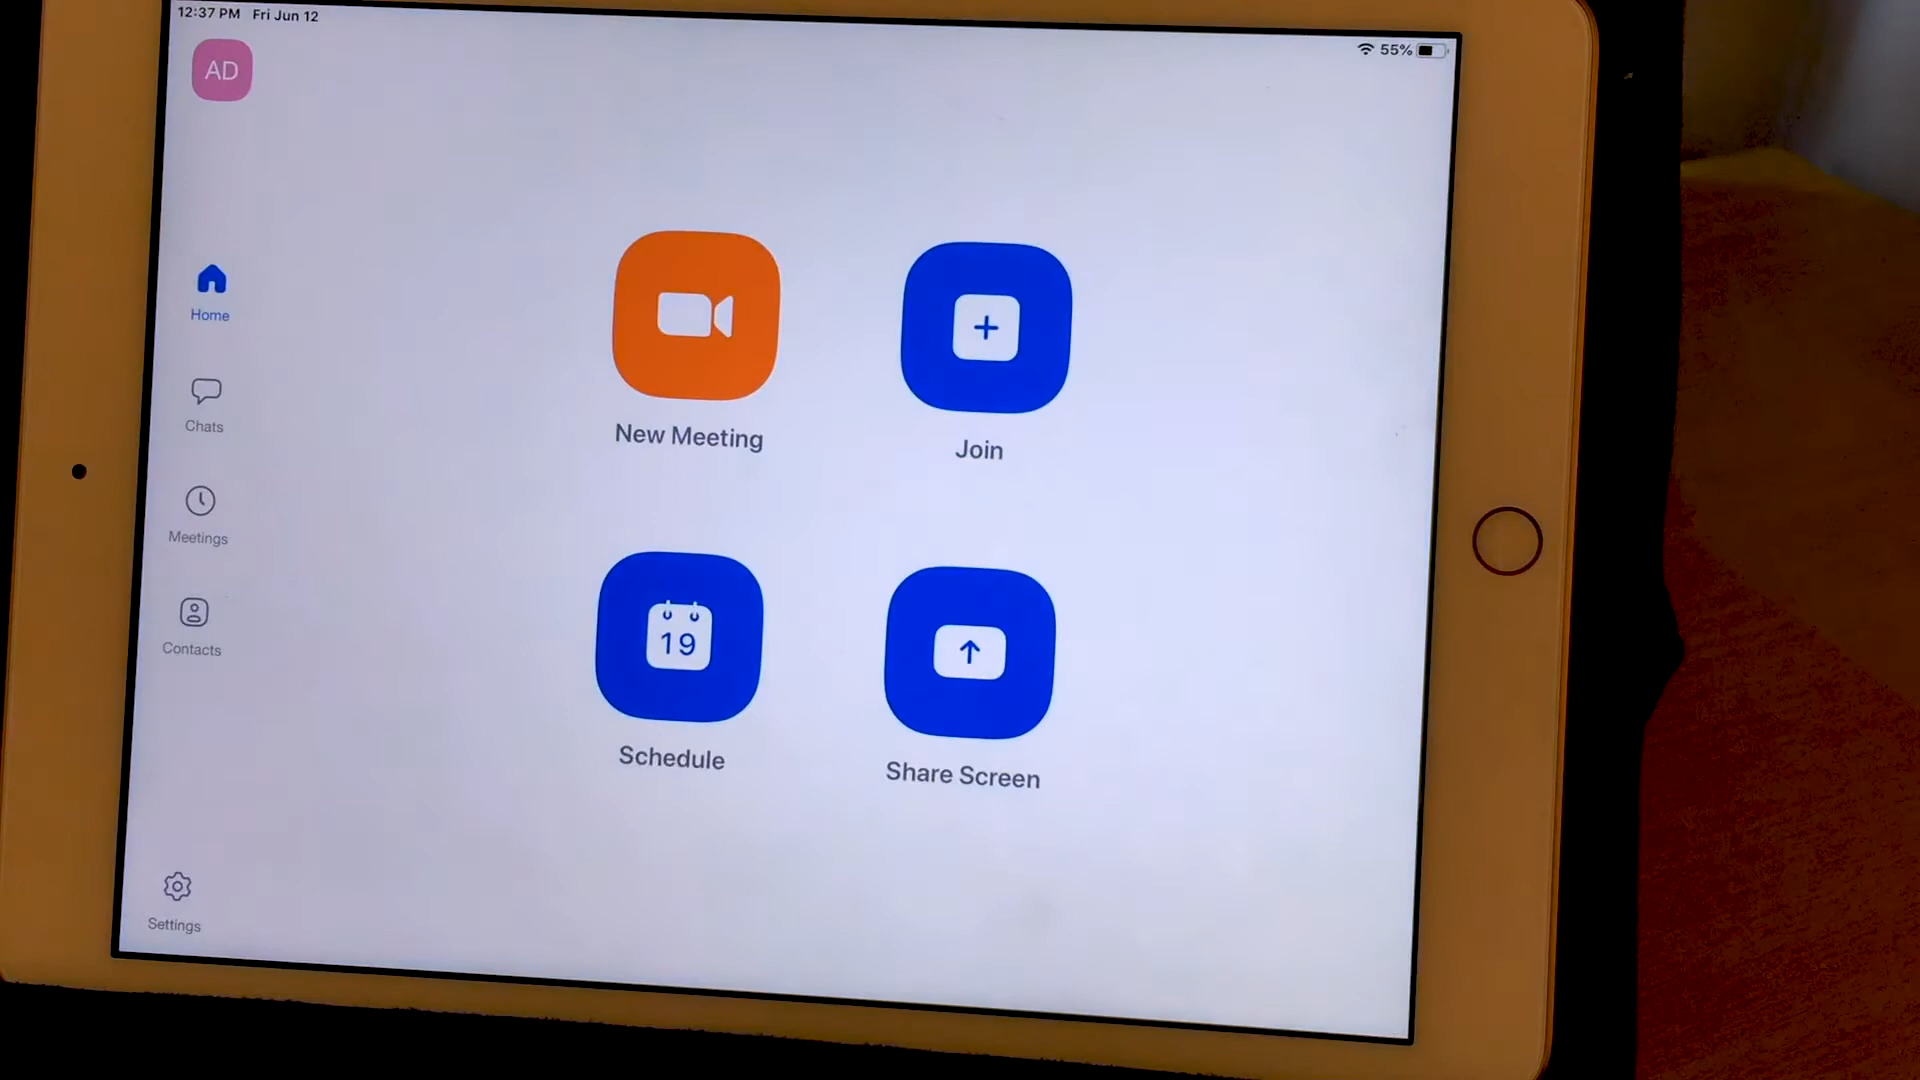 12:37 PM Fri Jun 12
55%
AD
Home
Chats
Meetings
Contacts
Settings
New Meeting
Join
19
Schedule
Share Screen